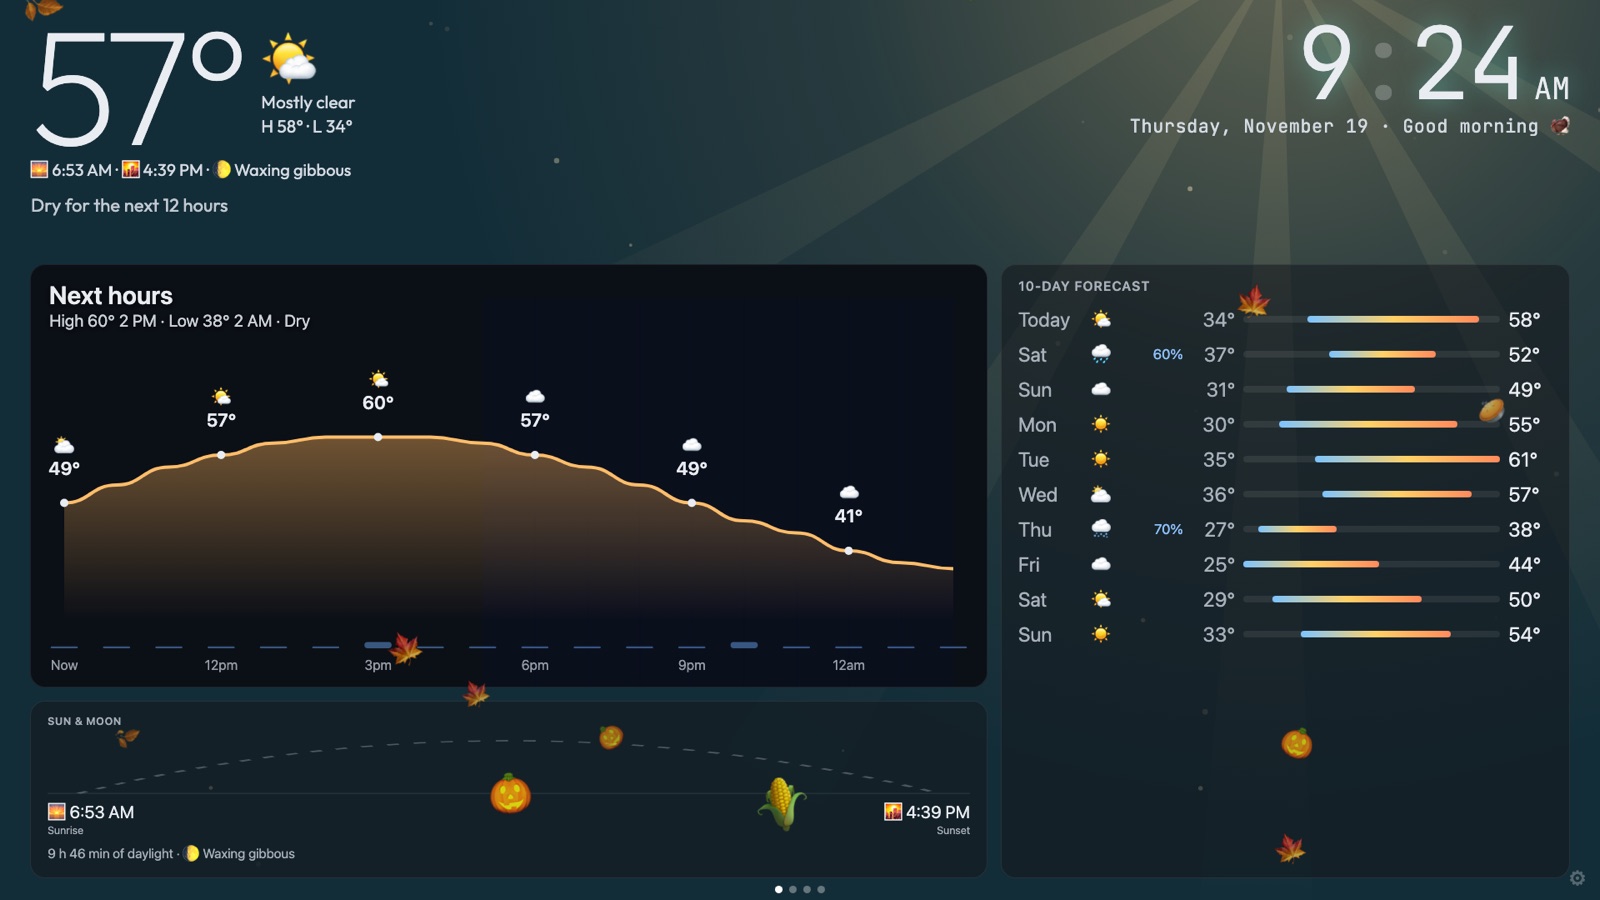 57°
Mostly clear
H 58° · L 34°
6:53 AM · 4:39 PM · Waxing gibbous
Dry for the next 12 hours
9:24 AM
Thursday, November 19 · Good morning
Next hours
High 60° 2 PM · Low 38° 2 AM · Dry
49°
57°
60°
57°
49°
41°
Now
12pm
3pm
6pm
9pm
12am
SUN & MOON
6:53 AM
Sunrise
4:39 PM
Sunset
9 h 46 min of daylight · Waxing gibbous
10-DAY FORECAST
Today 34° 58°
Sat 60% 37° 52°
Sun 31° 49°
Mon 30° 55°
Tue 35° 61°
Wed 36° 57°
Thu 70% 27° 38°
Fri 25° 44°
Sat 29° 50°
Sun 33° 54°